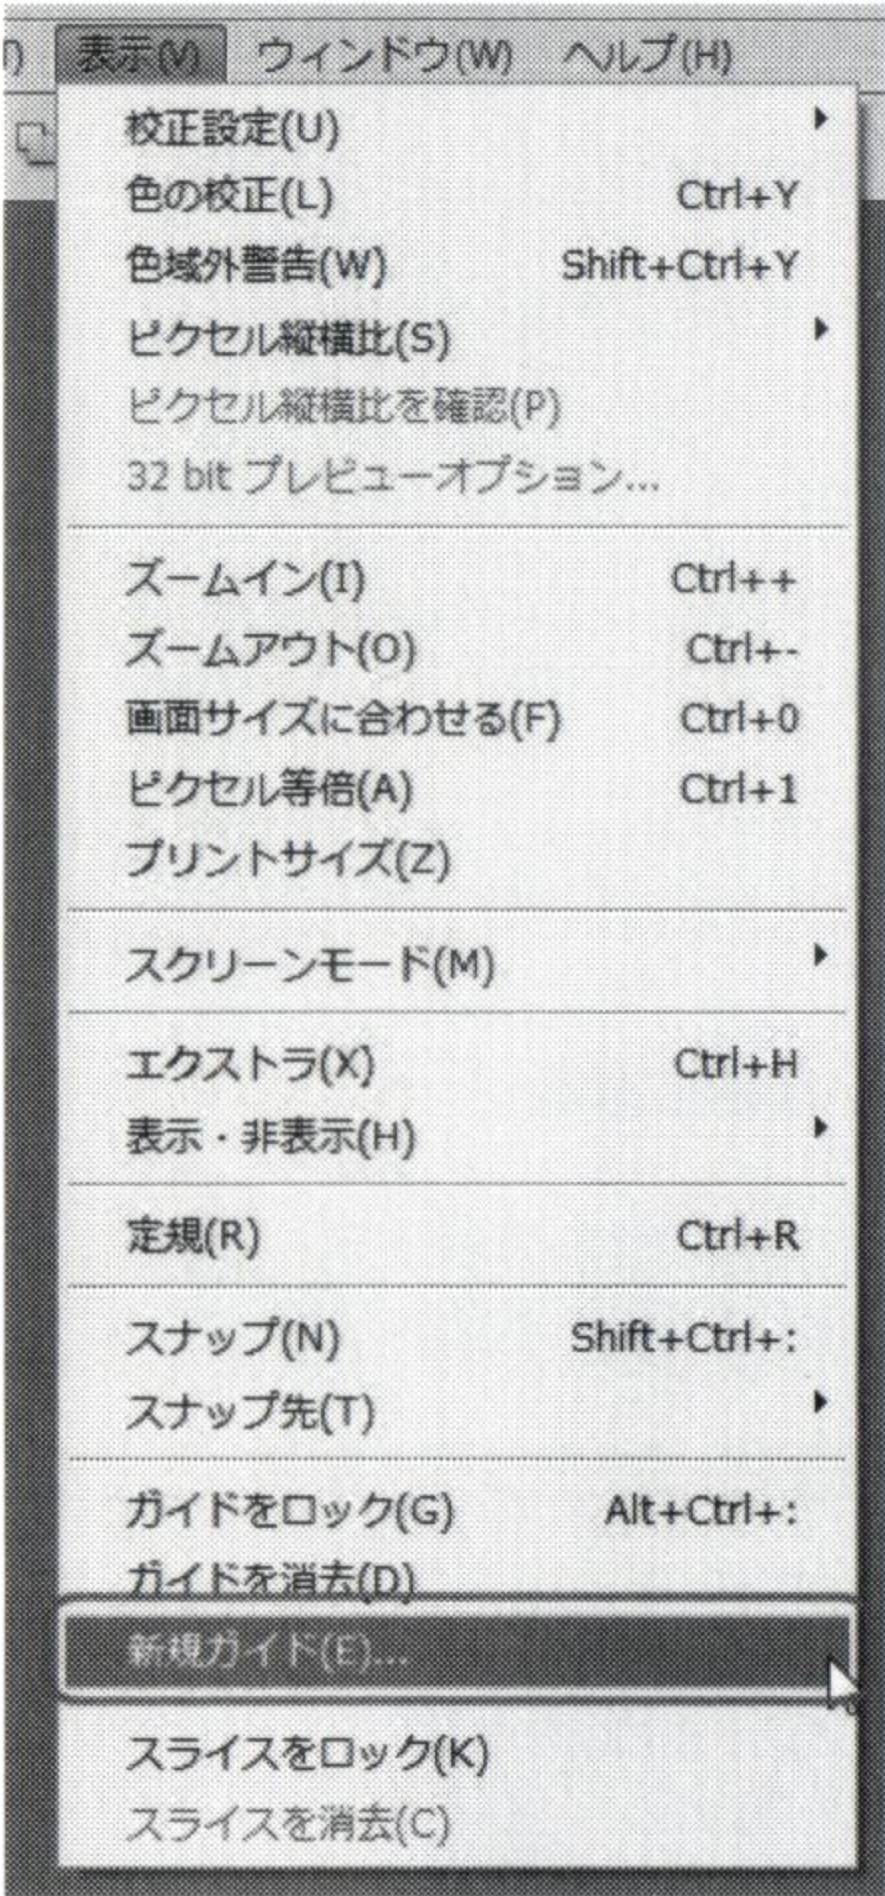 表示(V) ウィンドウ(W) ヘルプ(H)
校正設定(U)
色の校正(L) Ctrl+Y
色域外警告(W) Shift+Ctrl+Y
ピクセル縦横比(S)
ピクセル縦横比を確認(P)
32 bit プレビューオプション...
ズームイン(I) Ctrl++
ズームアウト(O) Ctrl+-
画面サイズに合わせる(F) Ctrl+0
ピクセル等倍(A) Ctrl+1
プリントサイズ(Z)
スクリーンモード(M)
エクストラ(X) Ctrl+H
表示・非表示(H)
定規(R) Ctrl+R
スナップ(N) Shift+Ctrl+:
スナップ先(T)
ガイドをロック(G) Alt+Ctrl+:
ガイドを消去(D)
新規ガイド(E)...
スライスをロック(K)
スライスを消去(C)